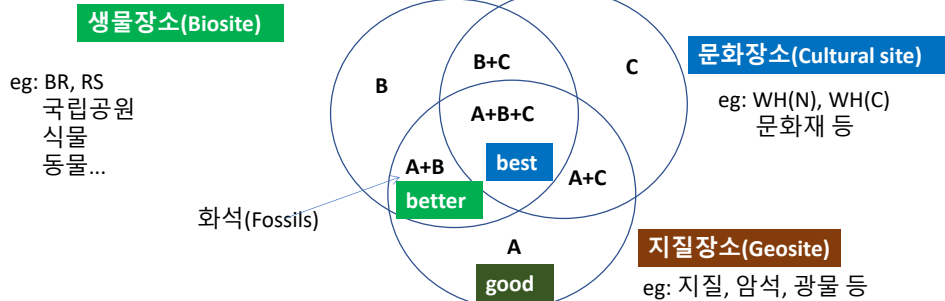 생물장소(Biosite)
eg: BR, RS
국립공원
식물
동물...
화석(Fossils)
B
B+C
C
A+B+C
A+B
better
best
A+C
A
good
문화장소(Cultural site)
eg: WH(N), WH(C)
문화재 등
지질장소(Geosite)
eg: 지질, 암석, 광물 등